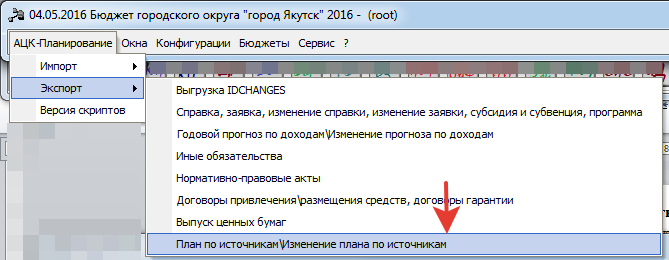 04.05.2016 Бюджет городского округа "город Якутск" 2016 - (root)
АЦК-Планирование Окна Конфигурации Бюджеты Сервис ?
Импорт
Экспорт
Версия скриптов
Выгрузка IDCHANGES
Справка, заявка, изменение справки, изменение заявки, субсидия и субвенция, программа
Годовой прогноз по доходам\Изменение прогноза по доходам
Иные обязательства
Нормативно-правовые акты
Договоры привлечения\размещения средств, договоры гарантии
Выпуск ценных бумаг
План по источникам\Изменение плана по источникам